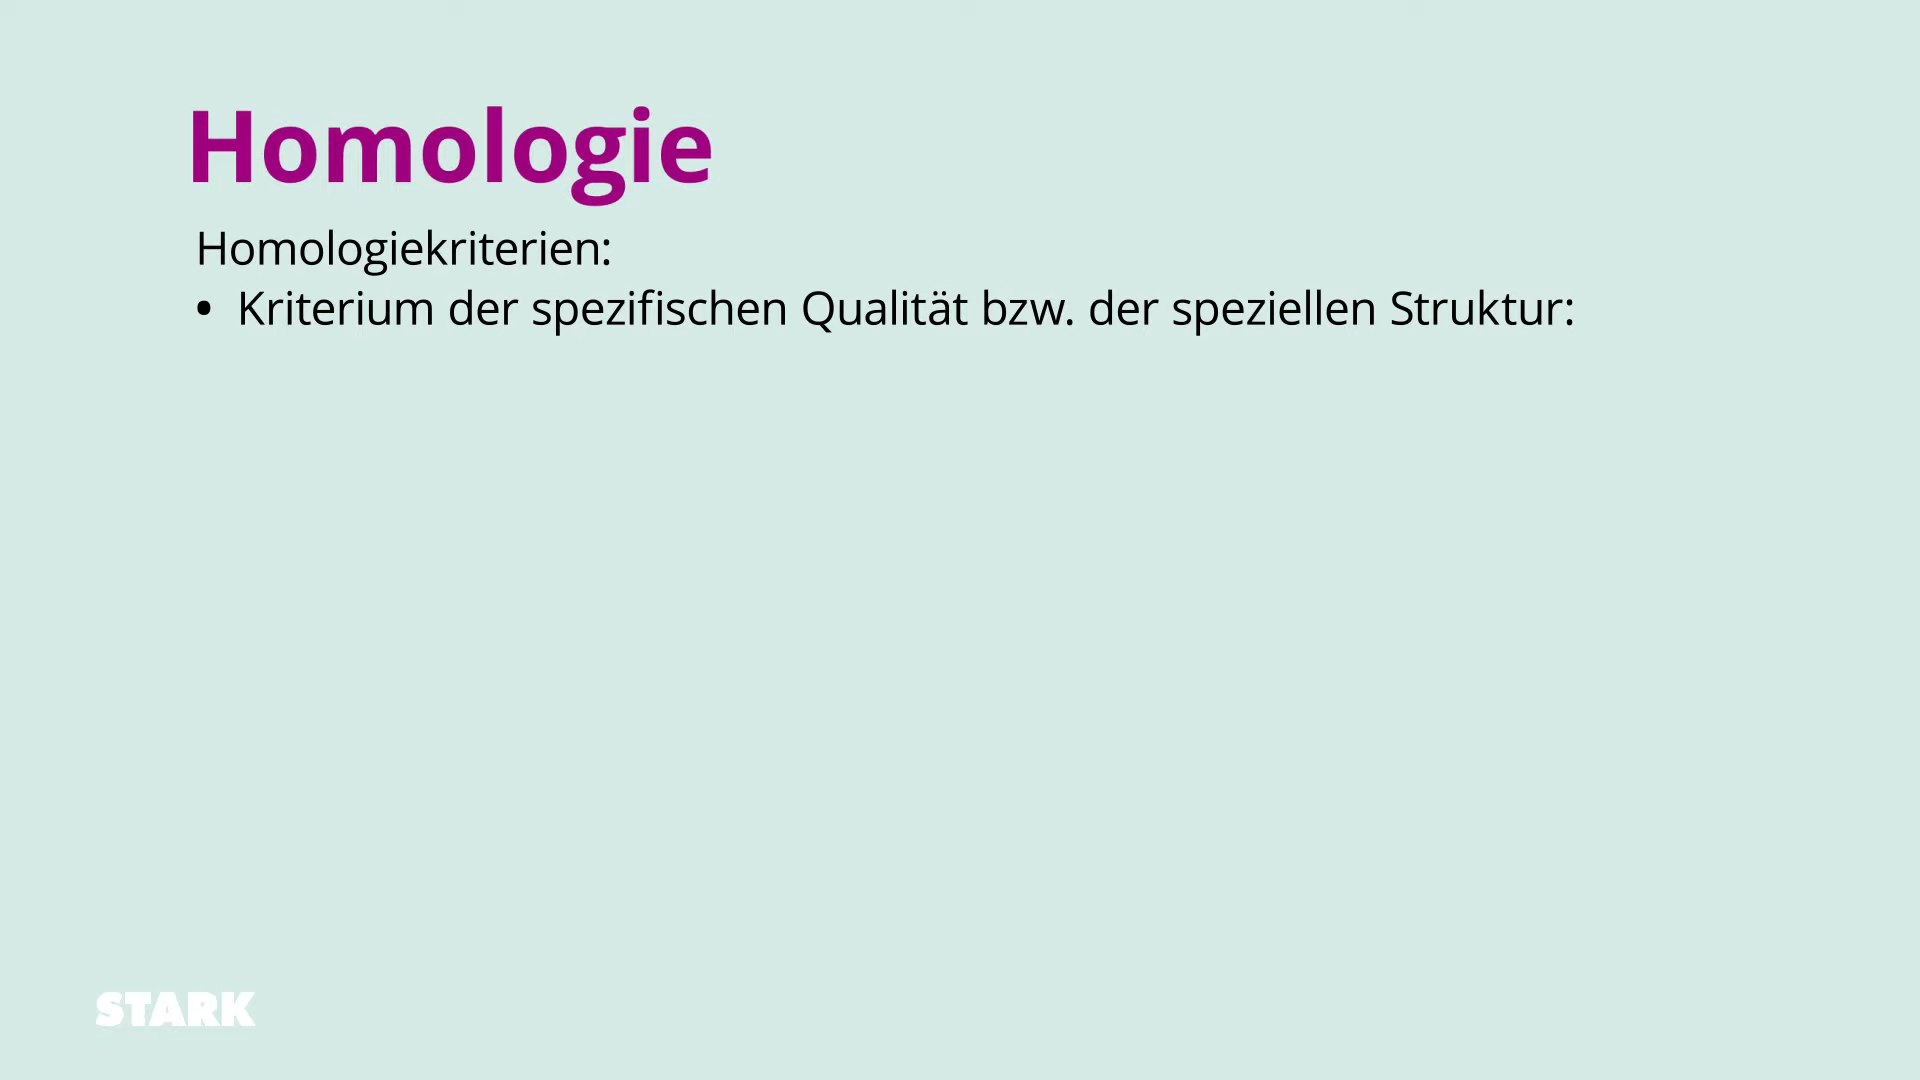 Homologie
Homologiekriterien:
• Kriterium der spezifischen Qualität bzw. der speziellen Struktur:
STARK